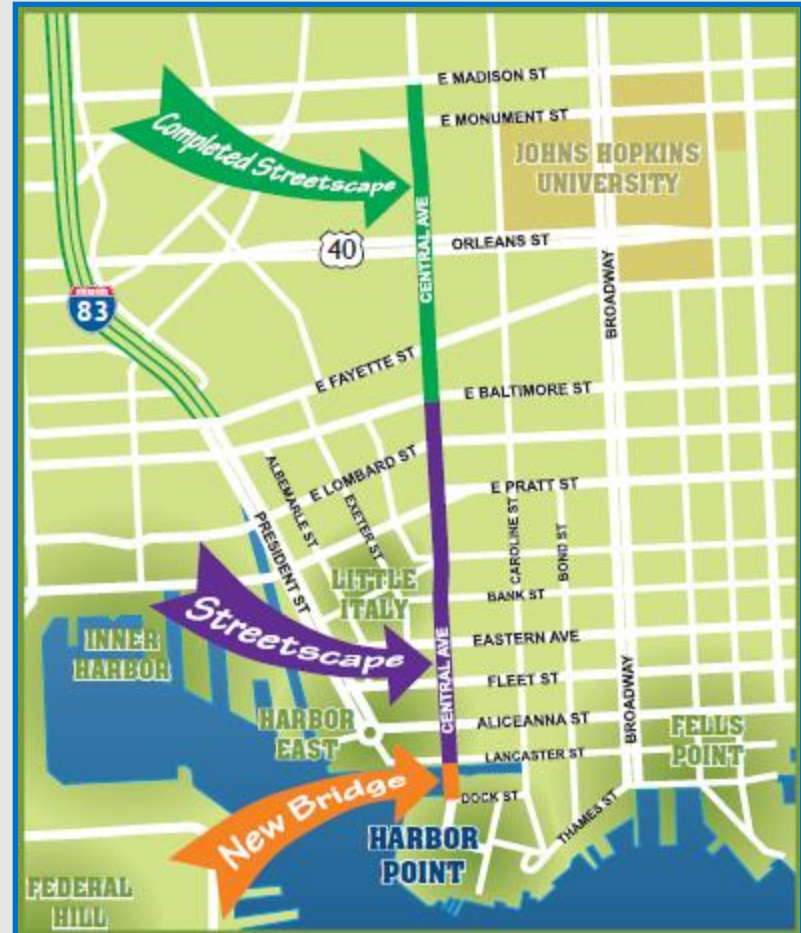 E MADISON ST
Completed Streetscape
E MONUMENT ST
JOHNS HOPKINS
UNIVERSITY
CENTRAL AVE
40
ORLEANS ST
BROADWAY
83
E FAYETTE ST
E BALTIMORE ST
ALBEMARLE ST
E LOMBARD ST
EXETER ST
E PRATT ST
PRESIDENT ST
CAROLINE ST
BOND ST
LITTLE
ITALY
BANK ST
Streetscape
INNER
HARBOR
EASTERN AVE
CENTRAL AVE
FLEET ST
BROADWAY
HARBOR
EAST
ALICEANNA ST
FELLS
POINT
LANCASTER ST
New Bridge
DOCK ST
THAMES ST
HARBOR
POINT
FEDERAL
HILL